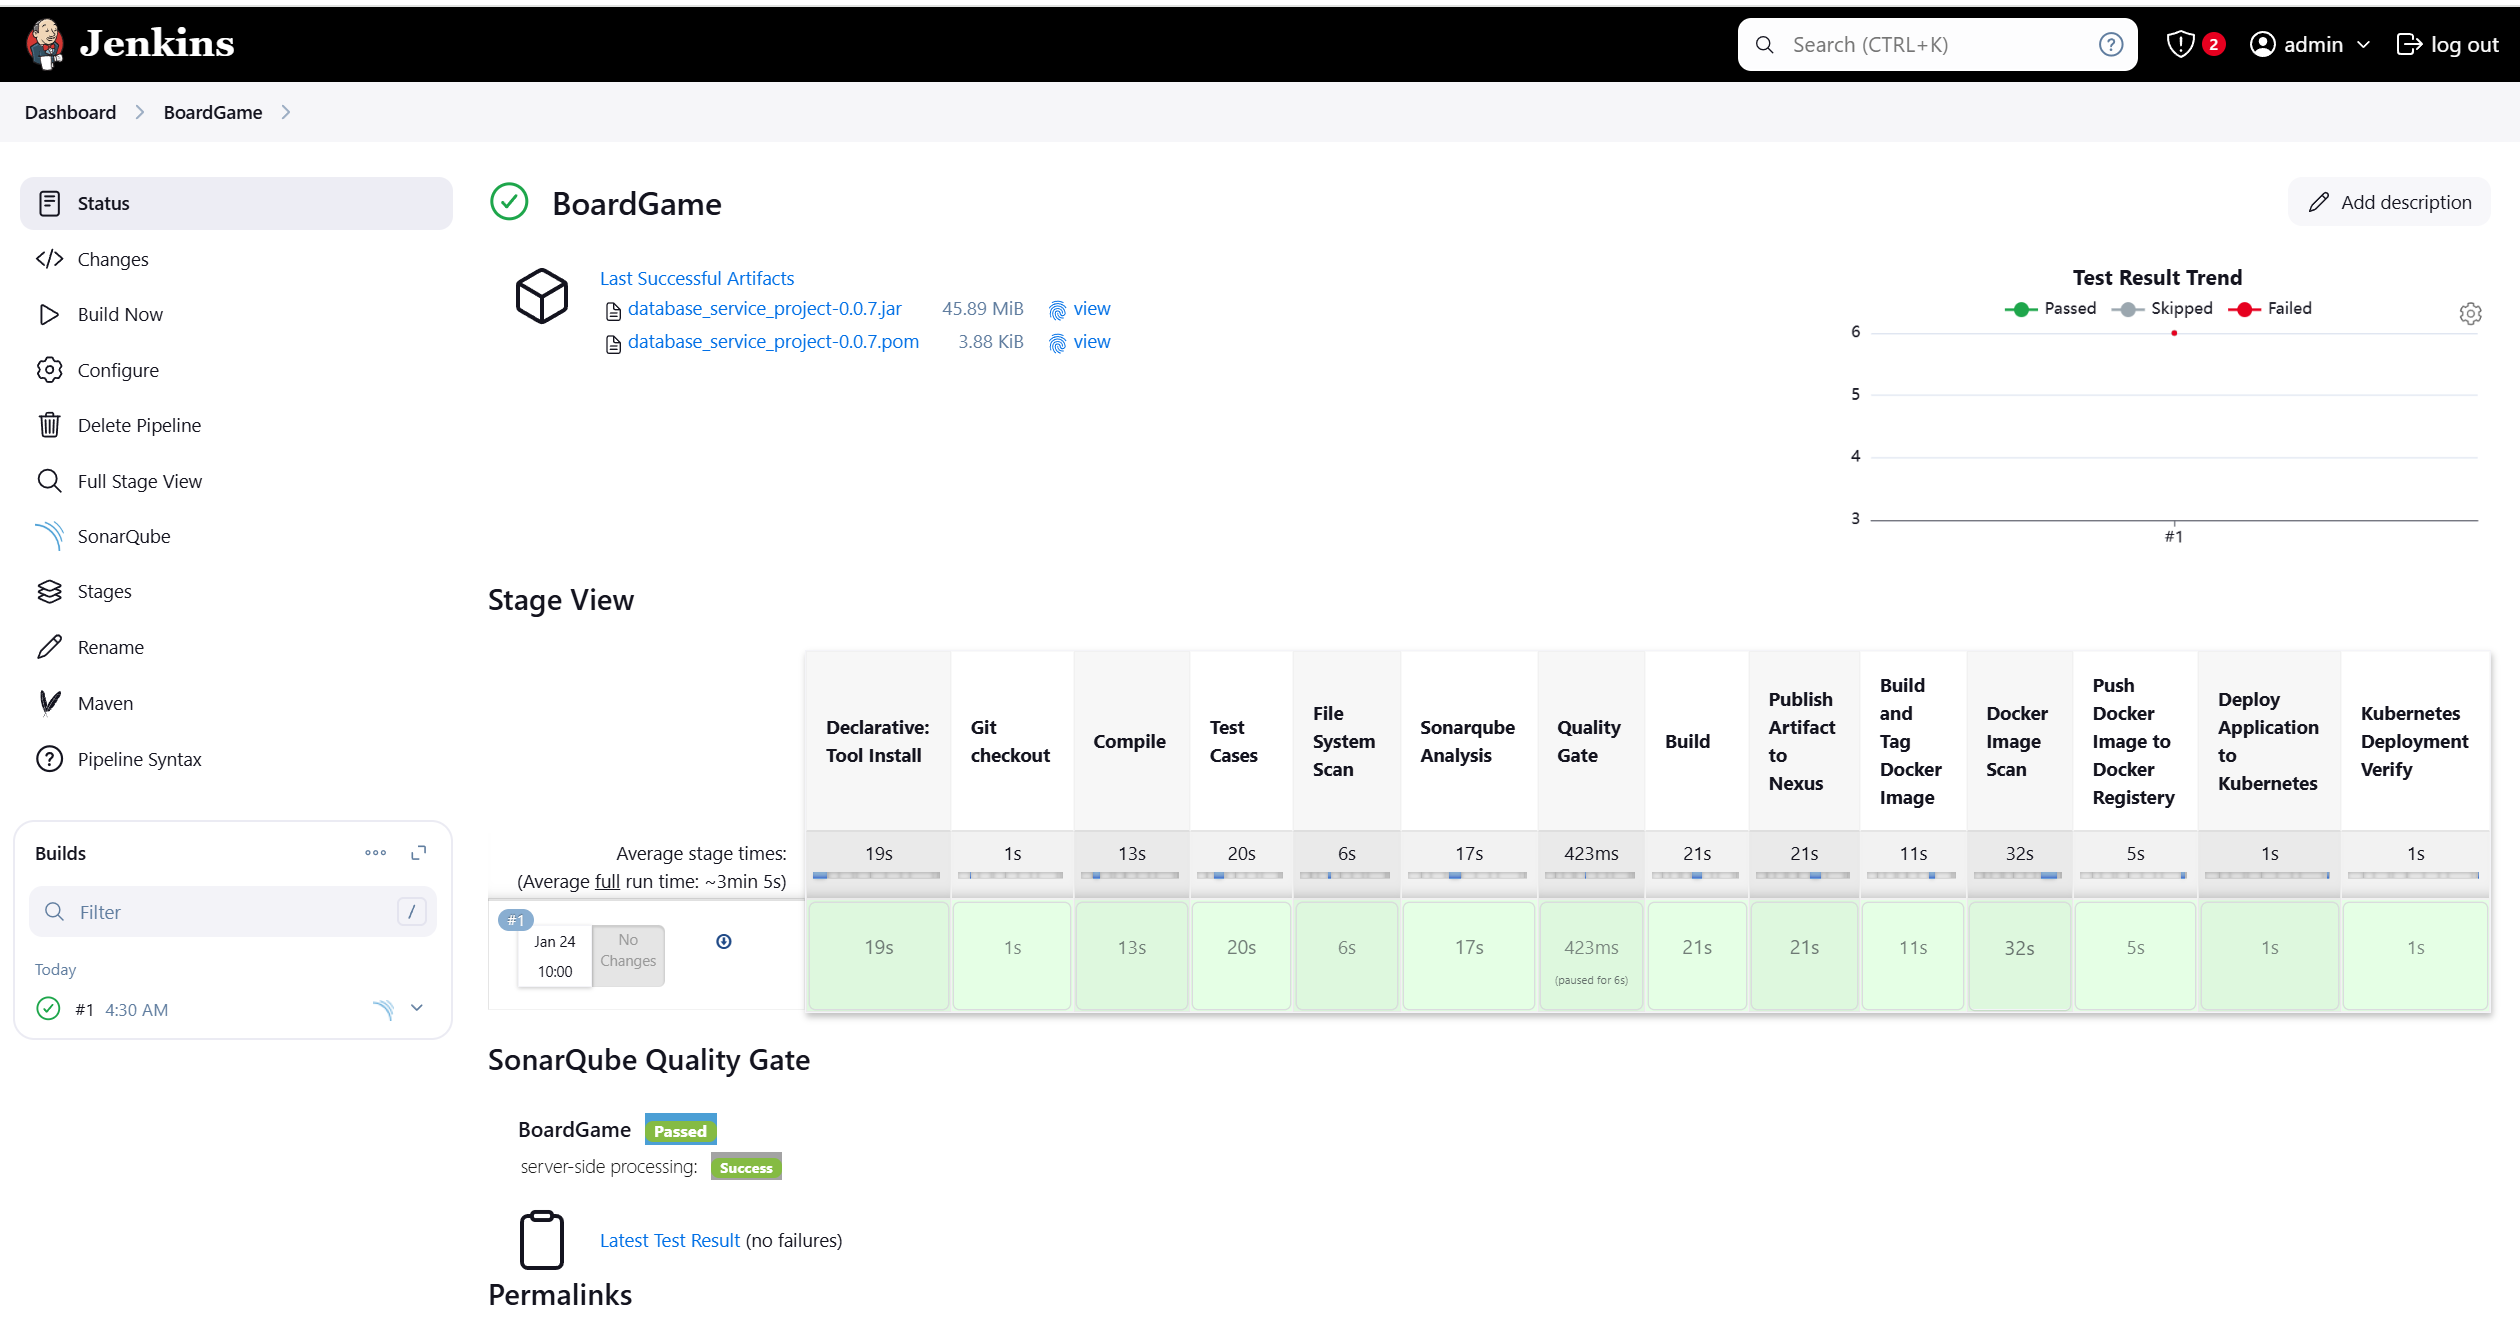 Jenkins
Search (CTRL+K)
?
2
admin
log out
Dashboard
BoardGame
Status
Changes
Build Now
Configure
Delete Pipeline
Full Stage View
SonarQube
Stages
Rename
Maven
Pipeline Syntax
Builds
Filter
/
Today
#1 4:30 AM
BoardGame
Add description
Last Successful Artifacts
database_service_project-0.0.7.jar 45.89 MiB view
database_service_project-0.0.7.pom 3.88 KiB view
Test Result Trend
Passed Skipped Failed
6
5
4
3
#1
Stage View
Declarative: Tool Install
Git checkout
Compile
Test Cases
File System Scan
Sonarqube Analysis
Quality Gate
Build
Publish Artifact to Nexus
Build and Tag Docker Image
Docker Image Scan
Push Docker Image to Docker Registery
Deploy Application to Kubernetes
Kubernetes Deployment Verify
Average stage times:
(Average full run time: ~3min 5s)
19s 1s 13s 20s 6s 17s 423ms 21s 21s 11s 32s 5s 1s 1s
#1
Jan 24
10:00
No
Changes
19s 1s 13s 20s 6s 17s 423ms 21s 21s 11s 32s 5s 1s 1s
(paused for 6s)
SonarQube Quality Gate
BoardGame Passed
server-side processing: Success
Latest Test Result (no failures)
Permalinks